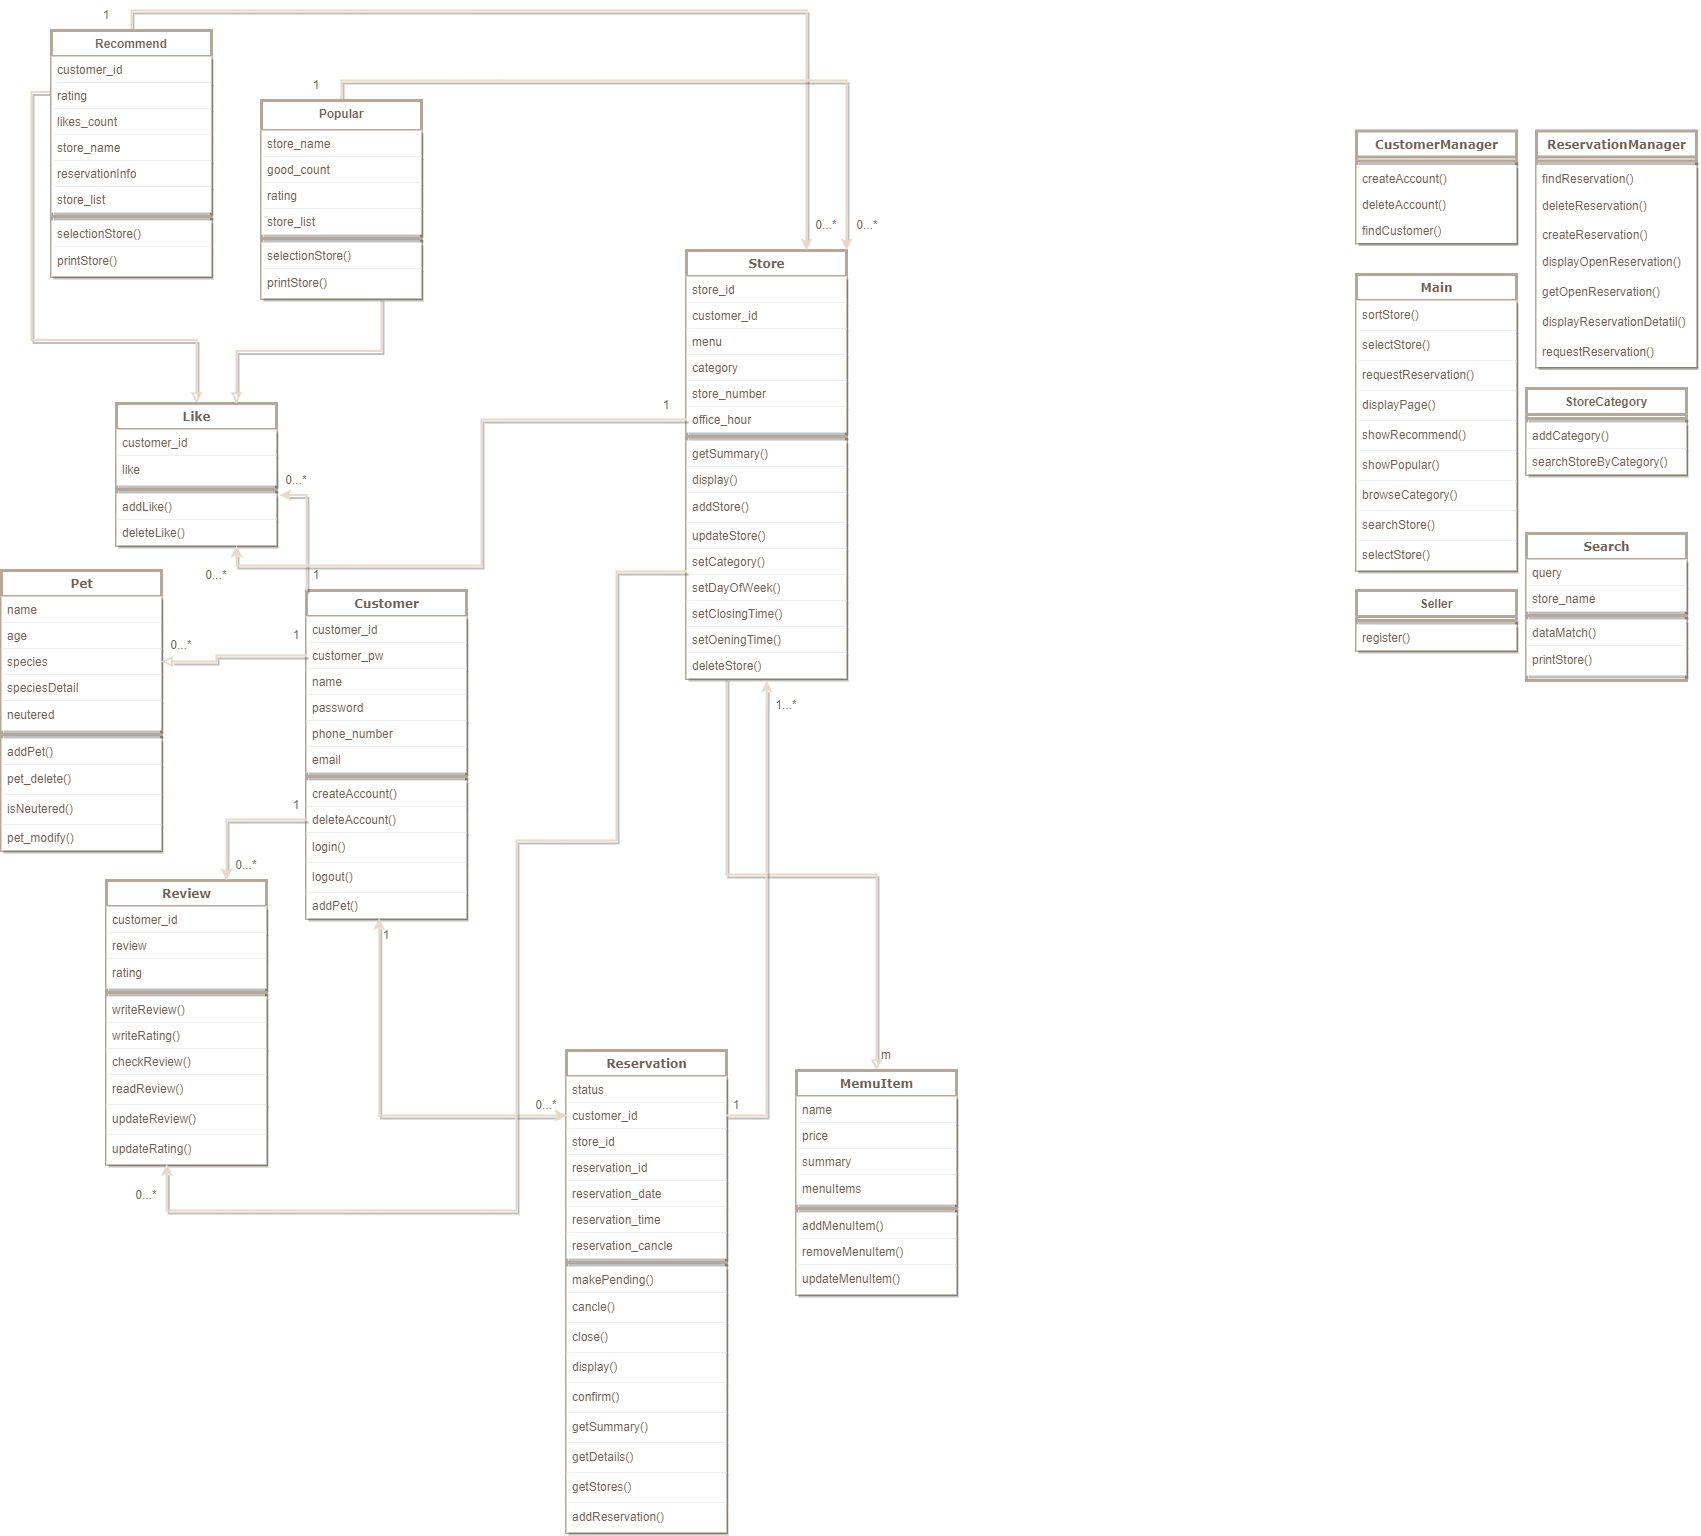 1
Recommend
customer_id
rating
likes_count
store_name
reservationInfo
store_list
selectionStore()
printStore()
1
Popular
store_name
good_count
rating
store_list
selectionStore()
printStore()
0...*
0...*
Store
store_id
customer_id
menu
category
store_number
office_hour
getSummary()
display()
addStore()
updateStore()
setCategory()
setDayOfWeek()
setClosingTime()
setOeningTime()
deleteStore()
1
1...*
Like
customer_id
like
addLike()
deleteLike()
0...*
0...*
1
Pet
name
age
species
speciesDetail
neutered
addPet()
pet_delete()
isNeutered()
pet_modify()
0...*
1
Customer
customer_id
customer_pw
name
password
phone_number
email
createAccount()
deleteAccount()
login()
logout()
addPet()
1
0...*
1
Review
customer_id
review
rating
writeReview()
writeRating()
checkReview()
readReview()
updateReview()
updateRating()
0...*
0...*
1
Reservation
status
customer_id
store_id
reservation_id
reservation_date
reservation_time
reservation_cancle
makePending()
cancle()
close()
display()
confirm()
getSummary()
getDetails()
getStores()
addReservation()
m
MemuItem
name
price
summary
menuItems
addMenuItem()
removeMenuItem()
updateMenuItem()
CustomerManager
createAccount()
deleteAccount()
findCustomer()
Main
sortStore()
selectStore()
requestReservation()
displayPage()
showRecommend()
showPopular()
browseCategory()
searchStore()
selectStore()
Seller
register()
ReservationManager
findReservation()
deleteReservation()
createReservation()
displayOpenReservation()
getOpenReservation()
displayReservationDetatil()
requestReservation()
StoreCategory
addCategory()
searchStoreByCategory()
Search
query
store_name
dataMatch()
printStore()